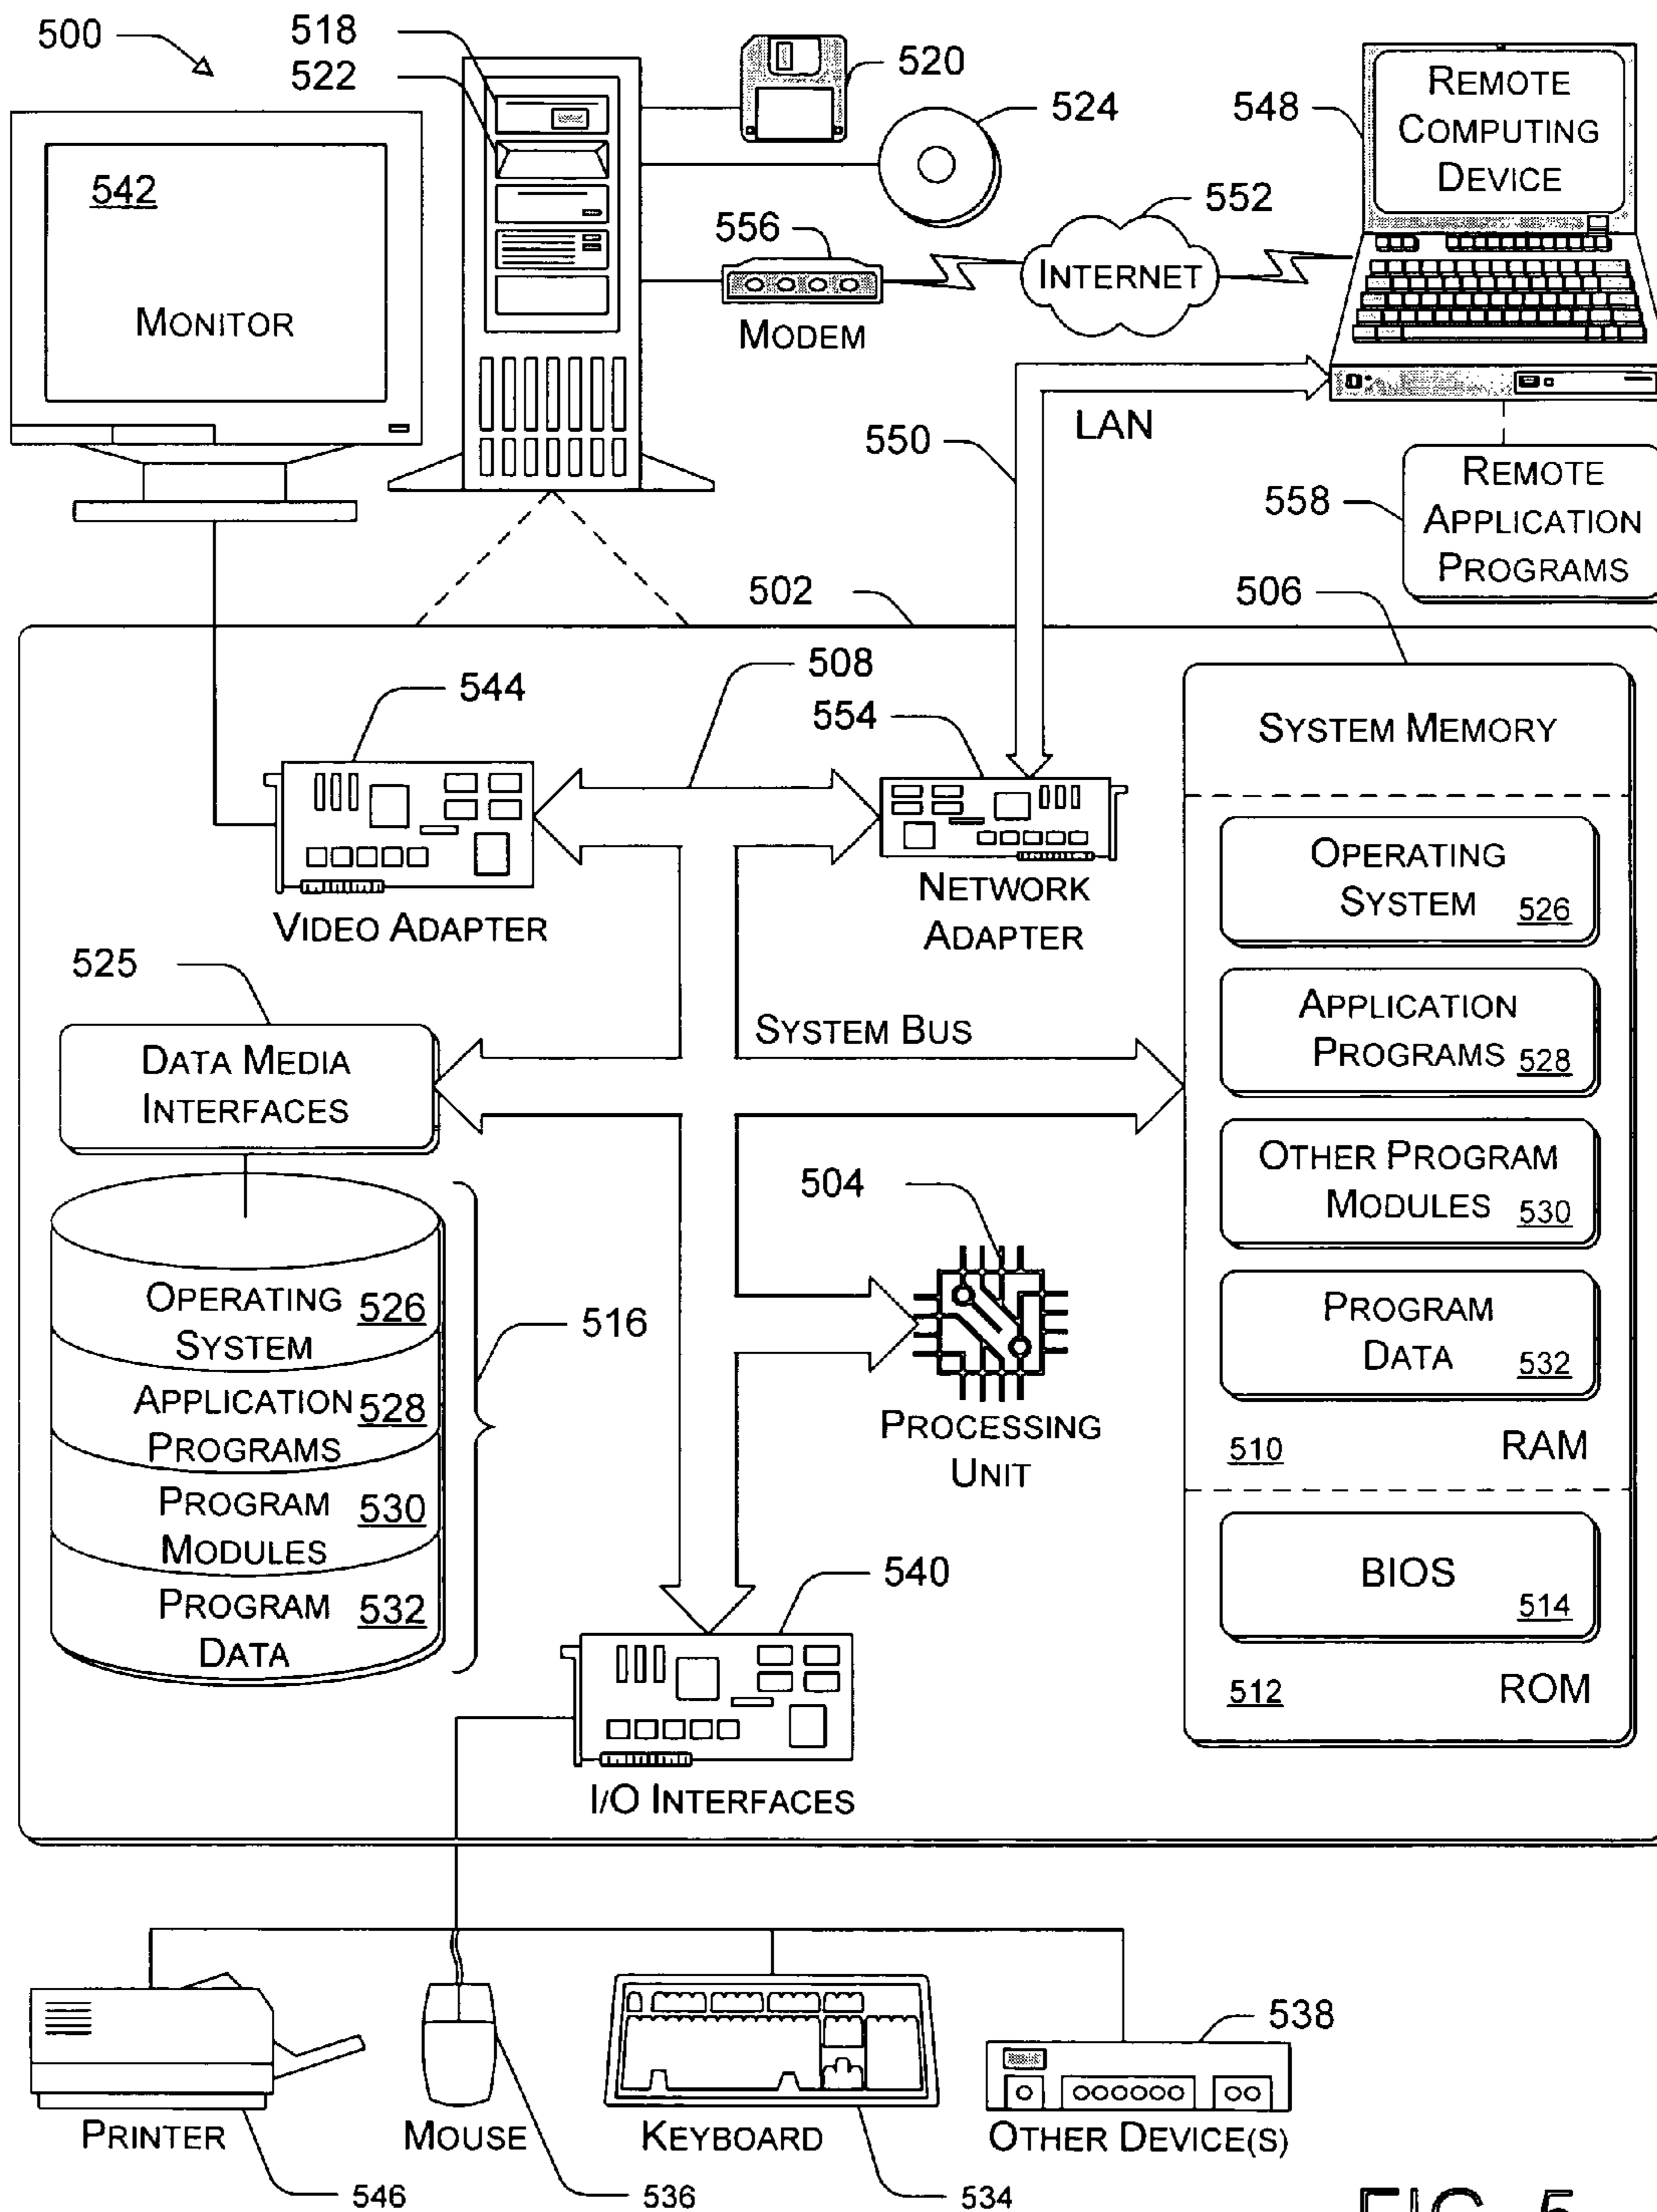 500
518
522
520
524
548
REMOTE
COMPUTING
DEVICE
542
MONITOR
556
MODEM
552
INTERNET
LAN
550
558
REMOTE
APPLICATION
PROGRAMS
502
506
508
544
554
VIDEO ADAPTER
NETWORK
ADAPTER
SYSTEM MEMORY
OPERATING
SYSTEM 526
APPLICATION
PROGRAMS 528
OTHER PROGRAM
MODULES 530
PROGRAM
DATA 532
510 RAM
BIOS
514
512 ROM
525
DATA MEDIA
INTERFACES
SYSTEM BUS
504
PROCESSING
UNIT
OPERATING 526
SYSTEM
APPLICATION 528
PROGRAMS
PROGRAM 530
MODULES
PROGRAM 532
DATA
516
540
I/O INTERFACES
PRINTER
546
MOUSE
536
KEYBOARD
534
538
OTHER DEVICE(S)
FIG. 5